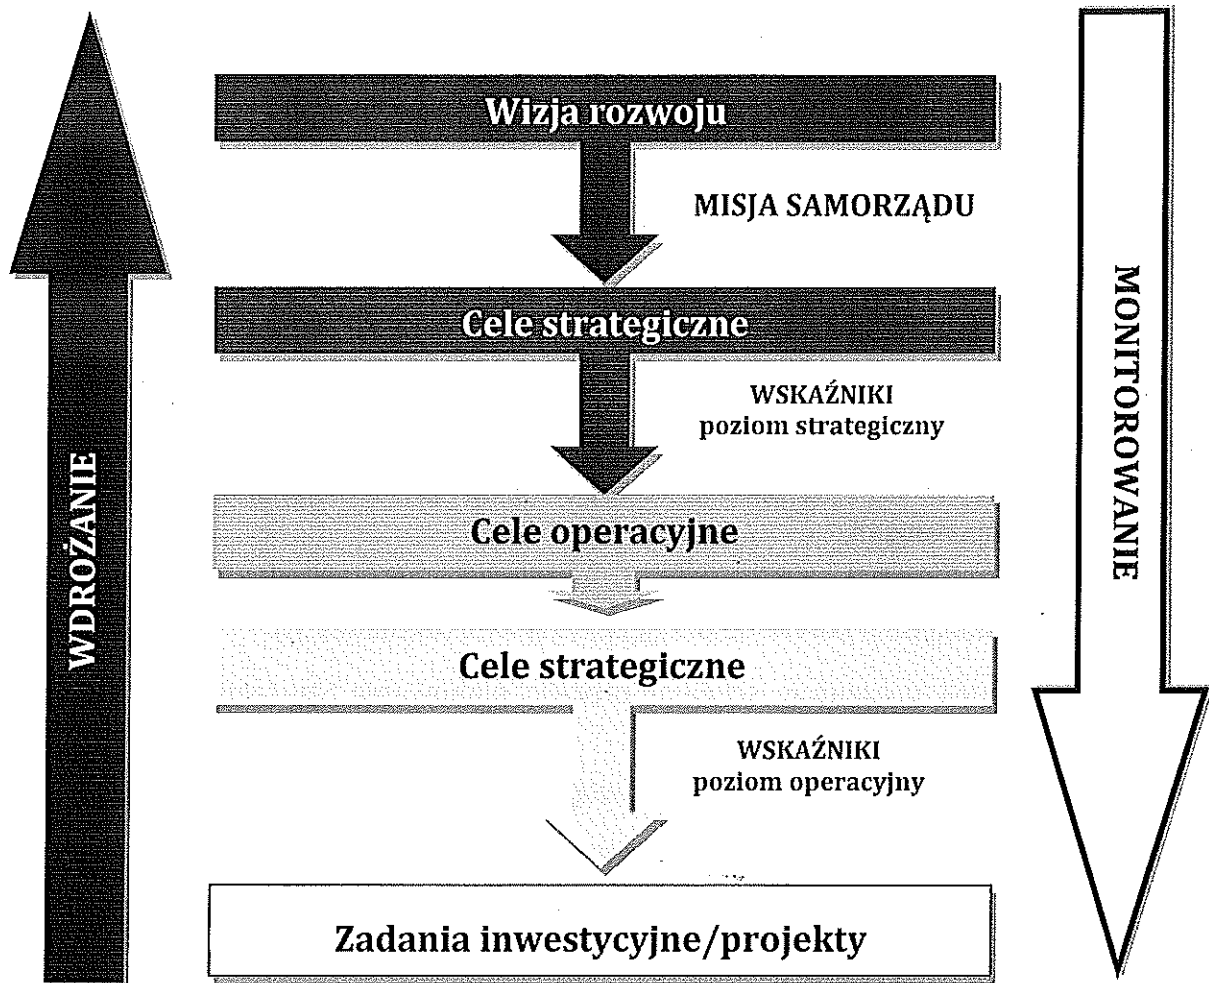 Wizja rozwoju
MISJA SAMORZĄDU
Cele strategiczne
WSKAŹNIKI
poziom strategiczny
Cele operacyjne
Cele strategiczne
WSKAŹNIKI
poziom operacyjny
Zadania inwestycyjne/projekty
WDROŻANIE
MONITOROWANIE